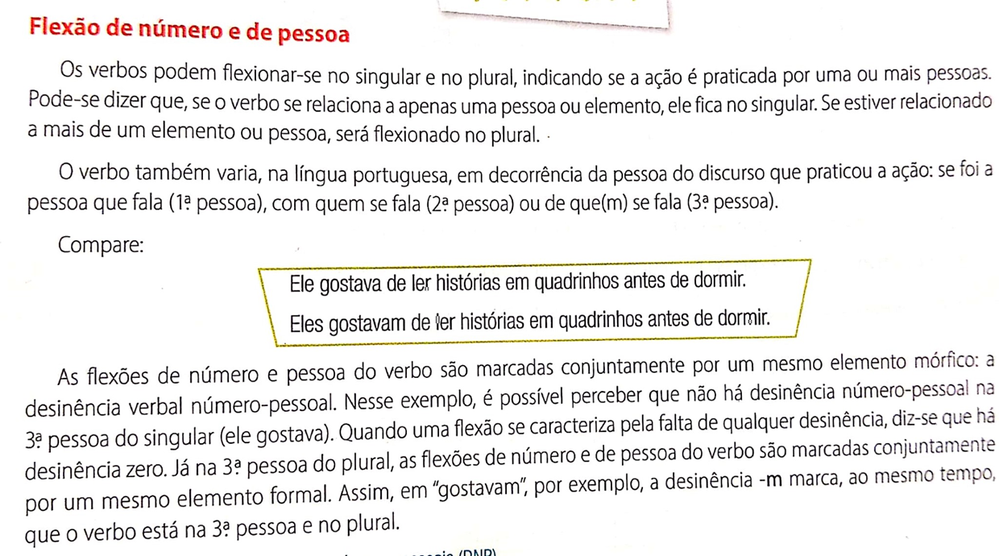 Flexão de número e de pessoa
Os verbos podem flexionar-se no singular e no plural, indicando se a ação é praticada por uma ou mais pessoas.
Pode-se dizer que, se o verbo se relaciona a apenas uma pessoa ou elemento, ele fica no singular. Se estiver relacionado
a mais de um elemento ou pessoa, será flexionado no plural.
O verbo também varia, na língua portuguesa, em decorrência da pessoa do discurso que praticou a ação: se foi a
pessoa que fala (1ª pessoa), com quem se fala (2ª pessoa) ou de que(m) se fala (3ª pessoa).
Compare:
Ele gostava de ler histórias em quadrinhos antes de dormir.
Eles gostavam de ler histórias em quadrinhos antes de dormir.
As flexões de número e pessoa do verbo são marcadas conjuntamente por um mesmo elemento mórfico: a
desinência verbal número-pessoal. Nesse exemplo, é possível perceber que não há desinência número-pessoal na
3ª pessoa do singular (ele gostava). Quando uma flexão se caracteriza pela falta de qualquer desinência, diz-se que há
desinência zero. Já na 3ª pessoa do plural, as flexões de número e de pessoa do verbo são marcadas conjuntamente
por um mesmo elemento formal. Assim, em “gostavam”, por exemplo, a desinência -m marca, ao mesmo tempo,
que o verbo está na 3ª pessoa e no plural.
(DNP)